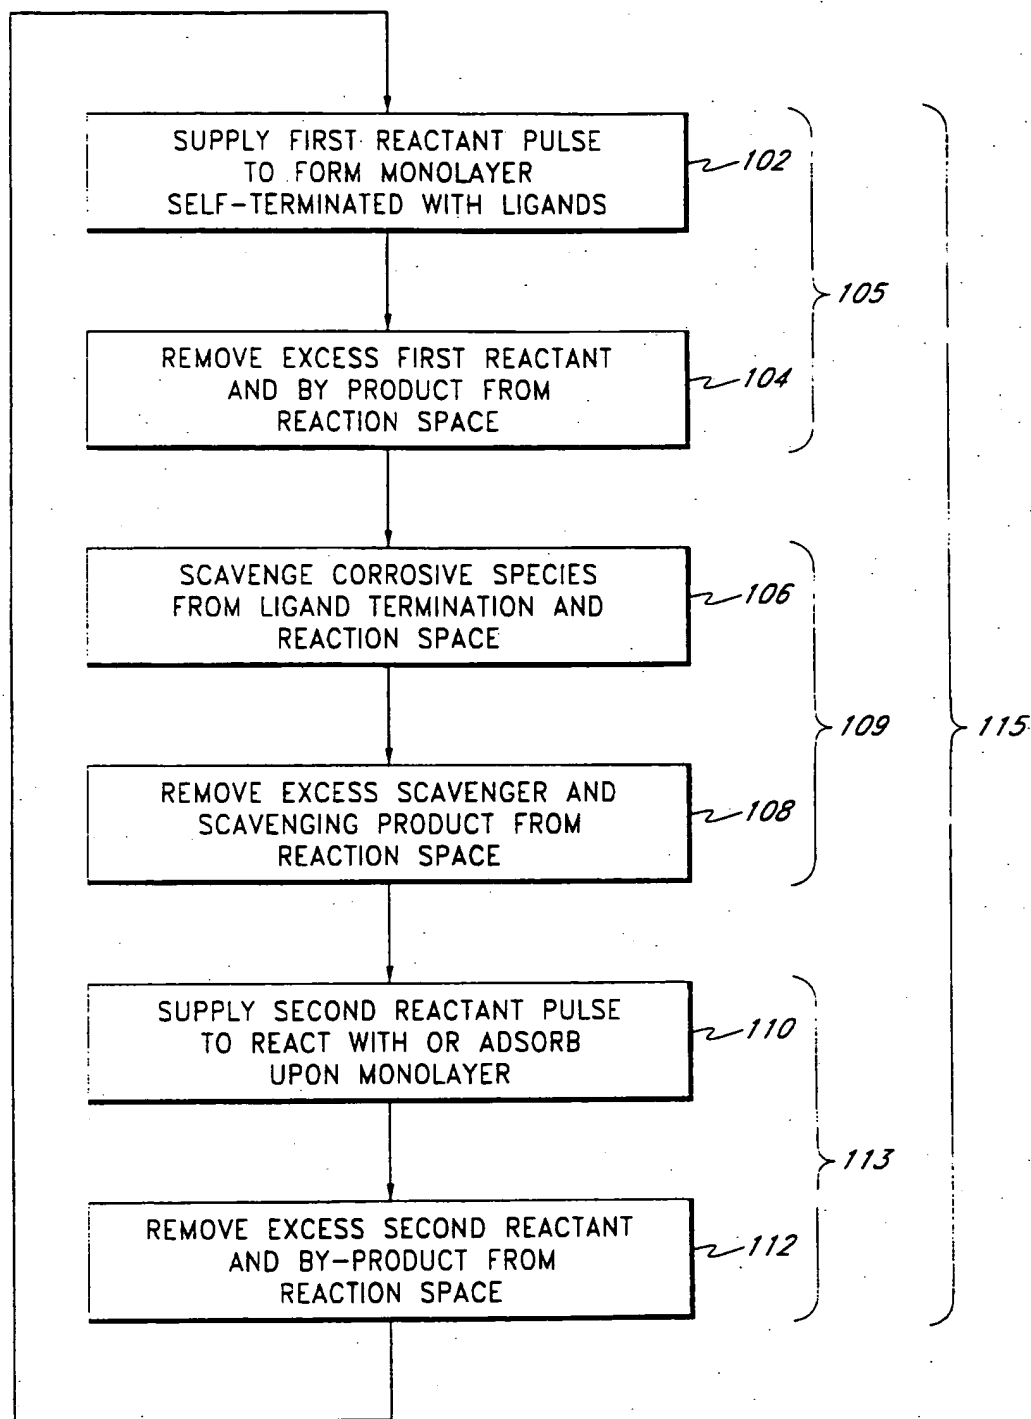 SUPPLY FIRST REACTANT PULSE
TO FORM MONOLAYER
SELF-TERMINATED WITH LIGANDS
102
105
REMOVE EXCESS FIRST REACTANT
AND BY PRODUCT FROM
REACTION SPACE
104
SCAVENGE CORROSIVE SPECIES
FROM LIGAND TERMINATION AND
REACTION SPACE
106
109
115
REMOVE EXCESS SCAVENGER AND
SCAVENGING PRODUCT FROM
REACTION SPACE
108
SUPPLY SECOND REACTANT PULSE
TO REACT WITH OR ADSORB
UPON MONOLAYER
110
113
REMOVE EXCESS SECOND REACTANT
AND BY-PRODUCT FROM
REACTION SPACE
112